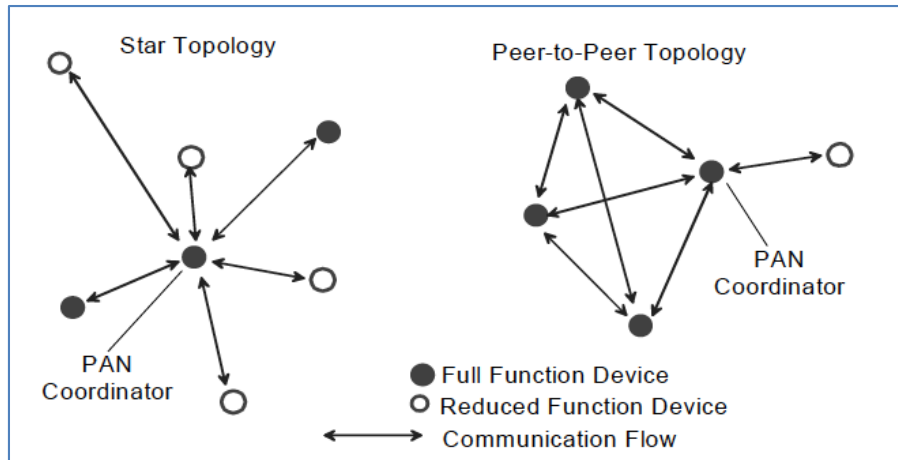 Star Topology
Peer-to-Peer Topology
PAN
Coordinator
PAN
Coordinator
Full Function Device
Reduced Function Device
Communication Flow